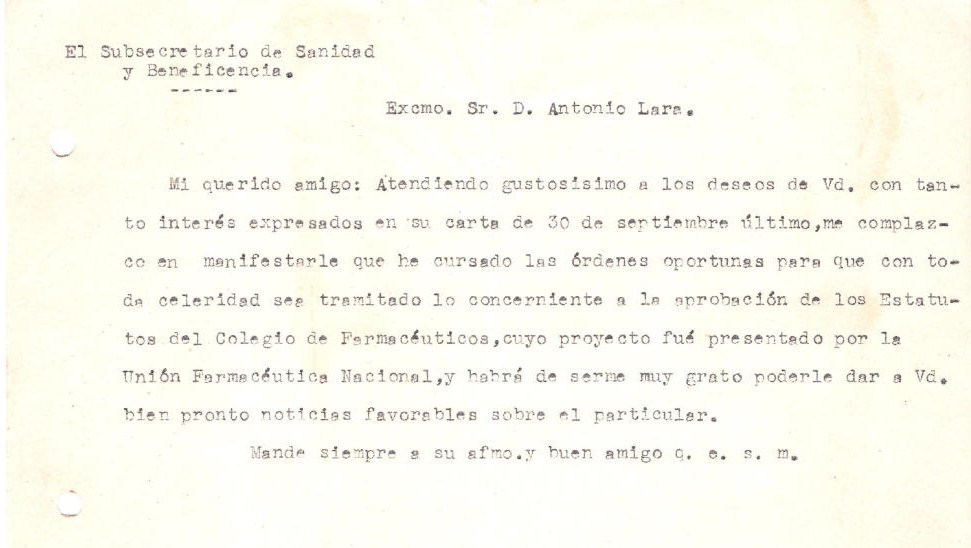 El Subsecretario de Sanidad
y Beneficencia.
------
Excmo. Sr. D. Antonio Lara.
Mi querido amigo: Atendiendo gustosisimo a los deseos de Vd. con tan-
to interés expresados en su carta de 30 de septiembre último,me complaz-
co en manifestarle que he cursado las órdenes oportunas para que con to-
da celeridad sea tramitado lo concerniente a la aprobación de los Estatu-
tos del Colegio de Farmacéuticos,cuyo proyecto fué presentado por la
Unión Farmacéutica Nacional,y habrá de serme muy grato poderle dar a Vd.
bien pronto noticias favorables sobre el particular.
Mande siempre a su afmo.y buen amigo q. e. s. m.